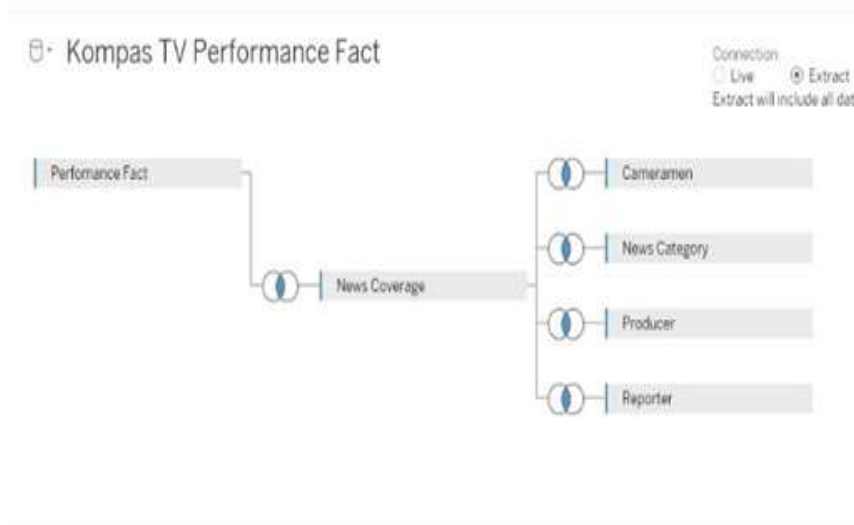 Kompas TV Performance Fact
Connection
Live Extract
Extract will include all dat
Perfomance Fact
News Coverage
Cameramen
News Category
Producer
Reporter